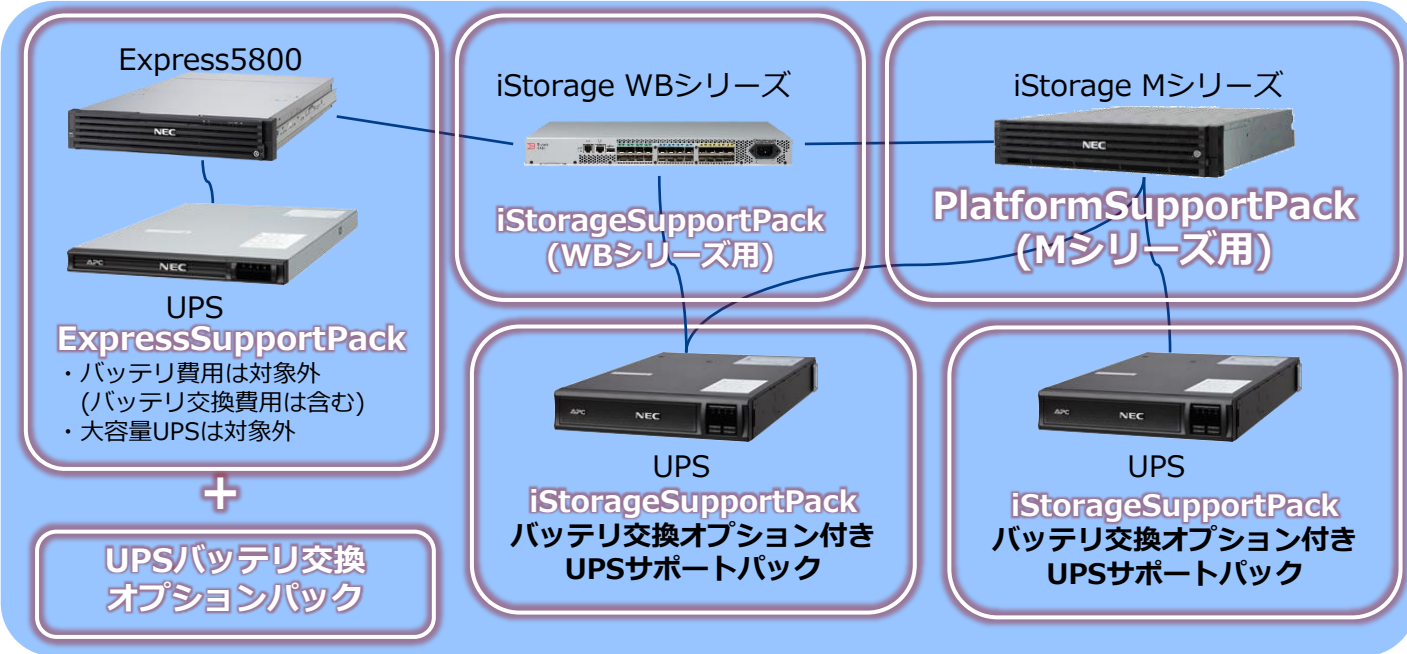 Express5800
NEC
APC
NEC
UPS
ExpressSupportPack
・バッテリ費用は対象外
(バッテリ交換費用は含む)
・大容量UPSは対象外
+
UPSバッテリ交換
オプションパック
iStorage WBシリーズ
iStorageSupportPack
(WBシリーズ用)
iStorage Mシリーズ
NEC
PlatformSupportPack
(Mシリーズ用)
APC
NEC
UPS
iStorageSupportPack
バッテリ交換オプション付き
UPSサポートパック
APC
NEC
UPS
iStorageSupportPack
バッテリ交換オプション付き
UPSサポートパック